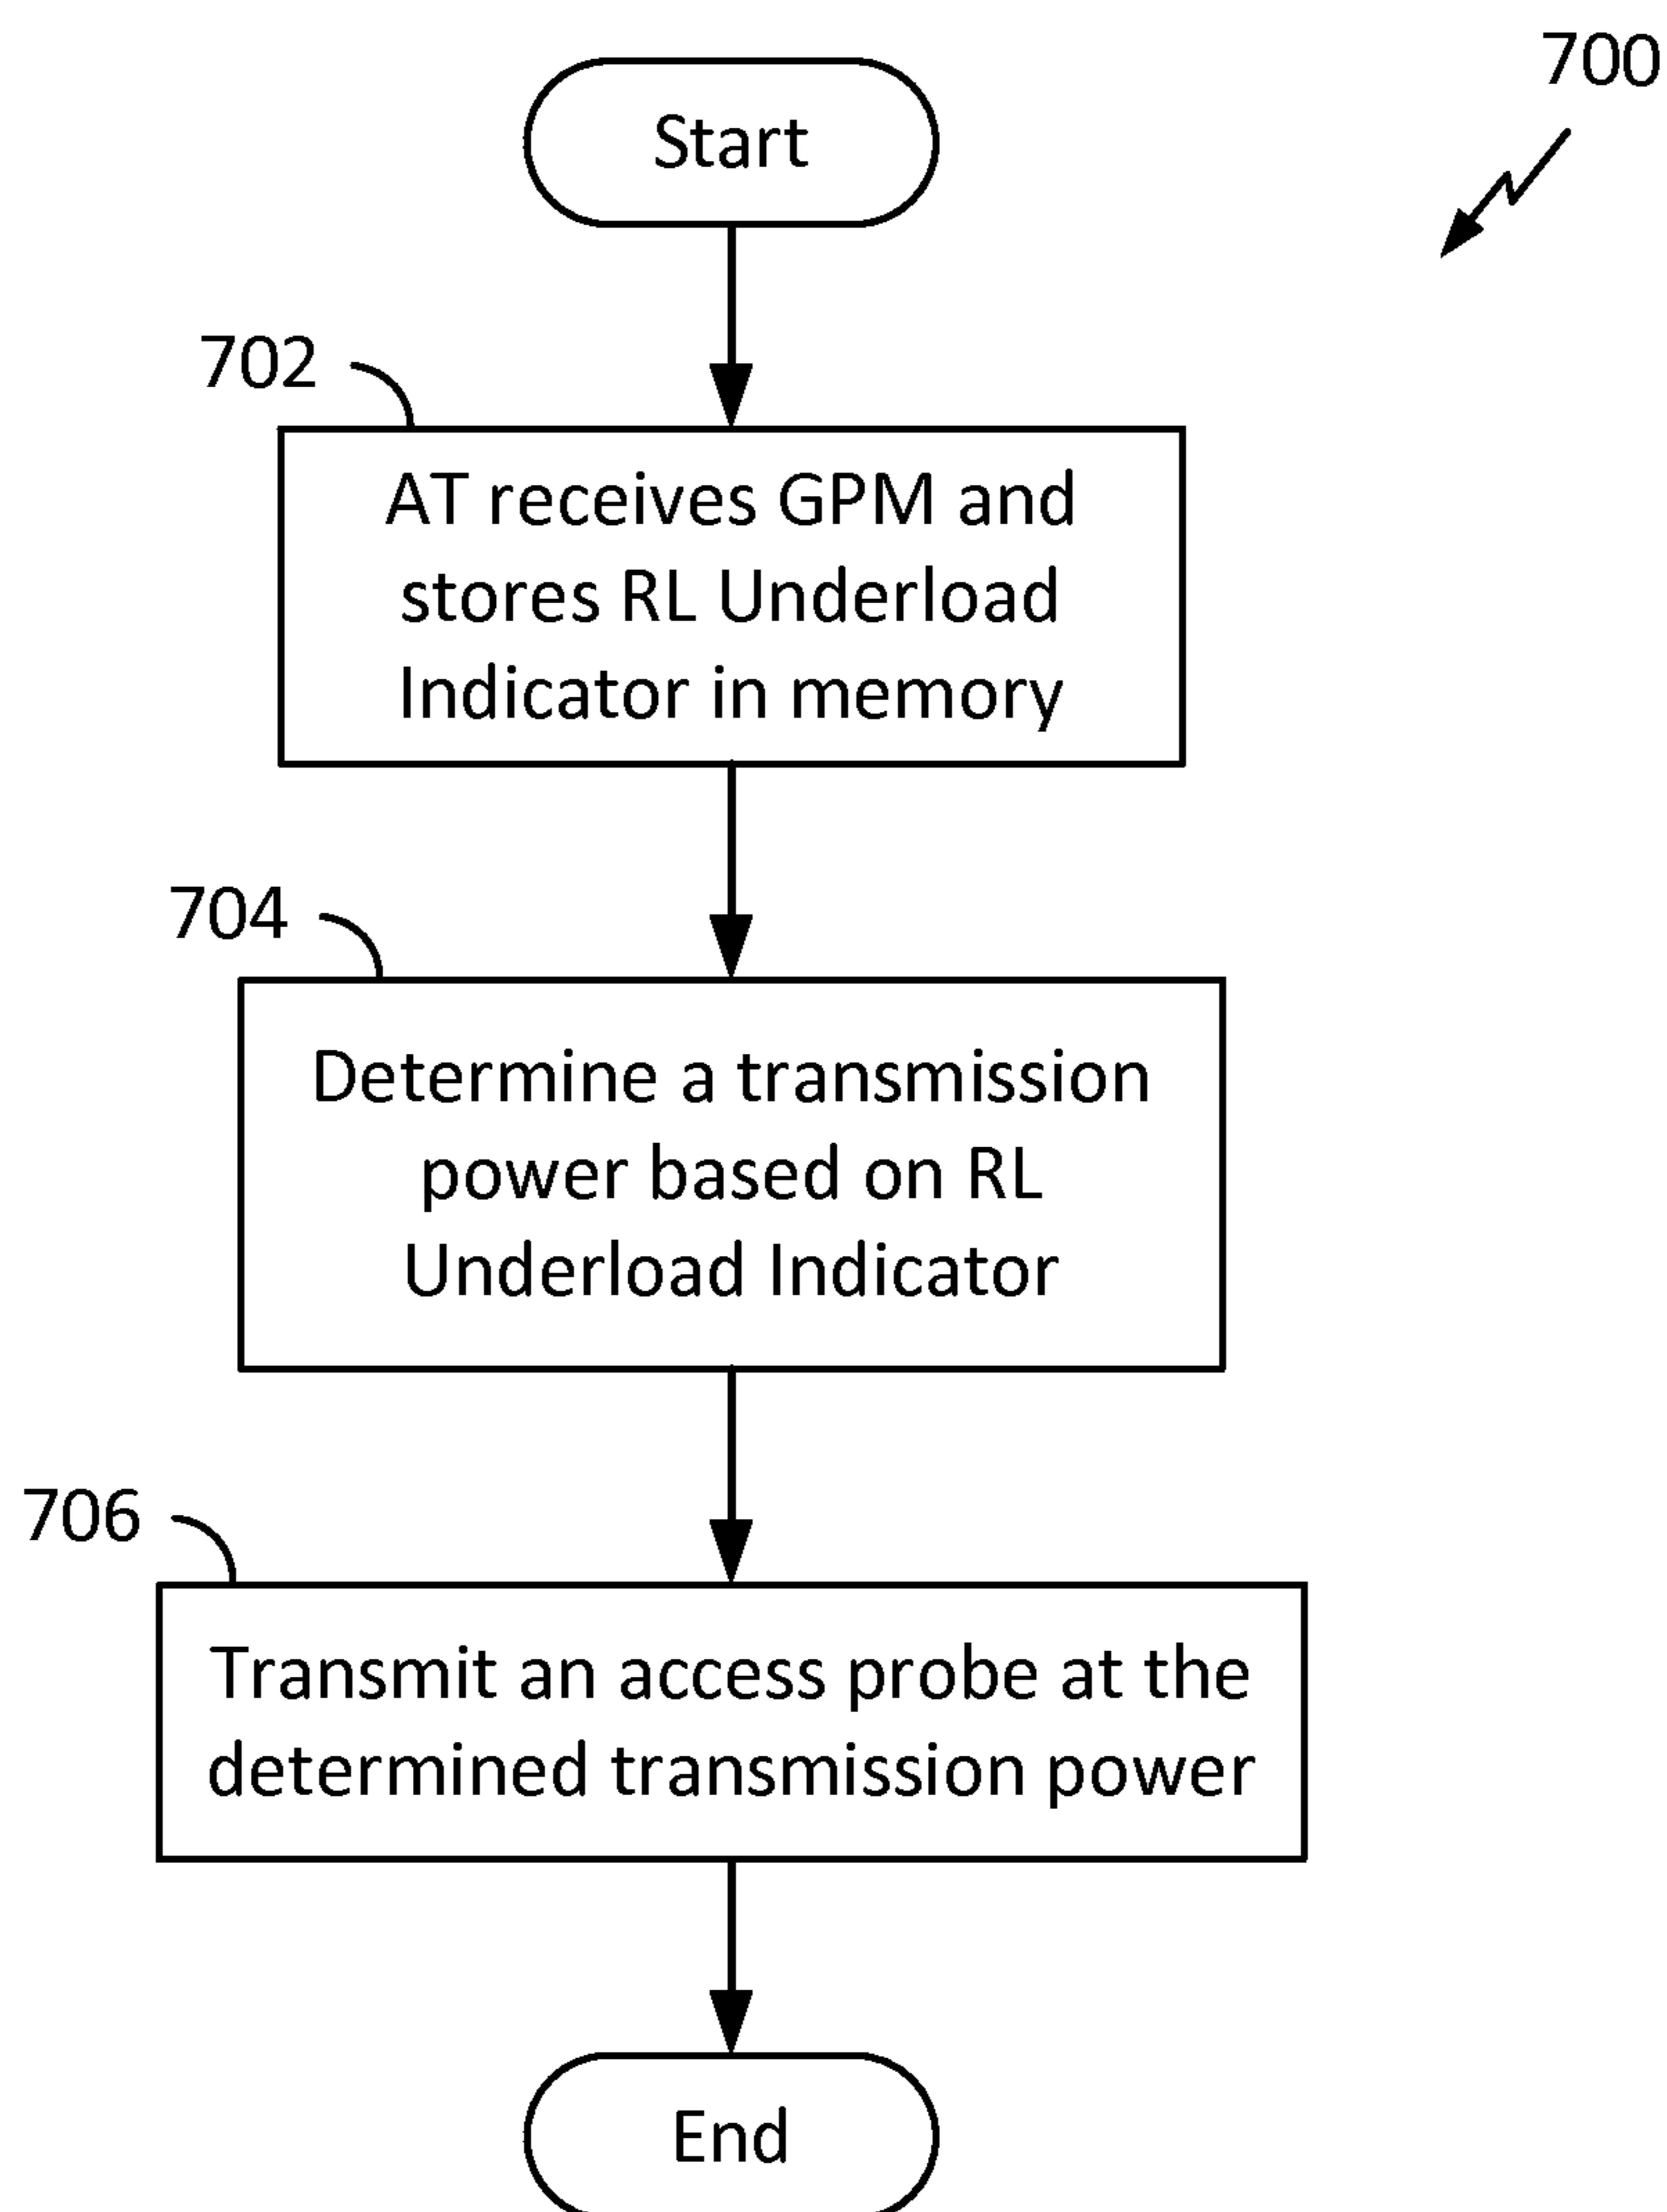 700
Start
702
AT receives GPM and
stores RL Underload
Indicator in memory
704
Determine a transmission
power based on RL
Underload Indicator
706
Transmit an access probe at the
determined transmission power
End